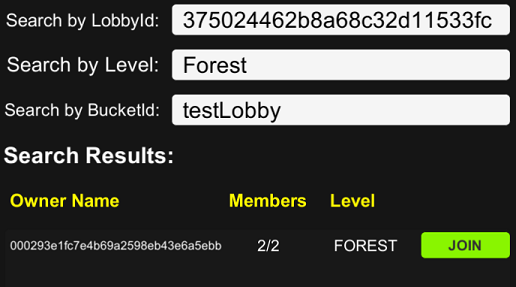 Search by LobbyId: 375024462b8a68c32d11533fc
Search by Level: Forest
Search by BucketId: testLobby
Search Results:
Owner Name Members Level
000293e1fc7e4b69a2598eb43e6a5ebb 2/2 FOREST JOIN